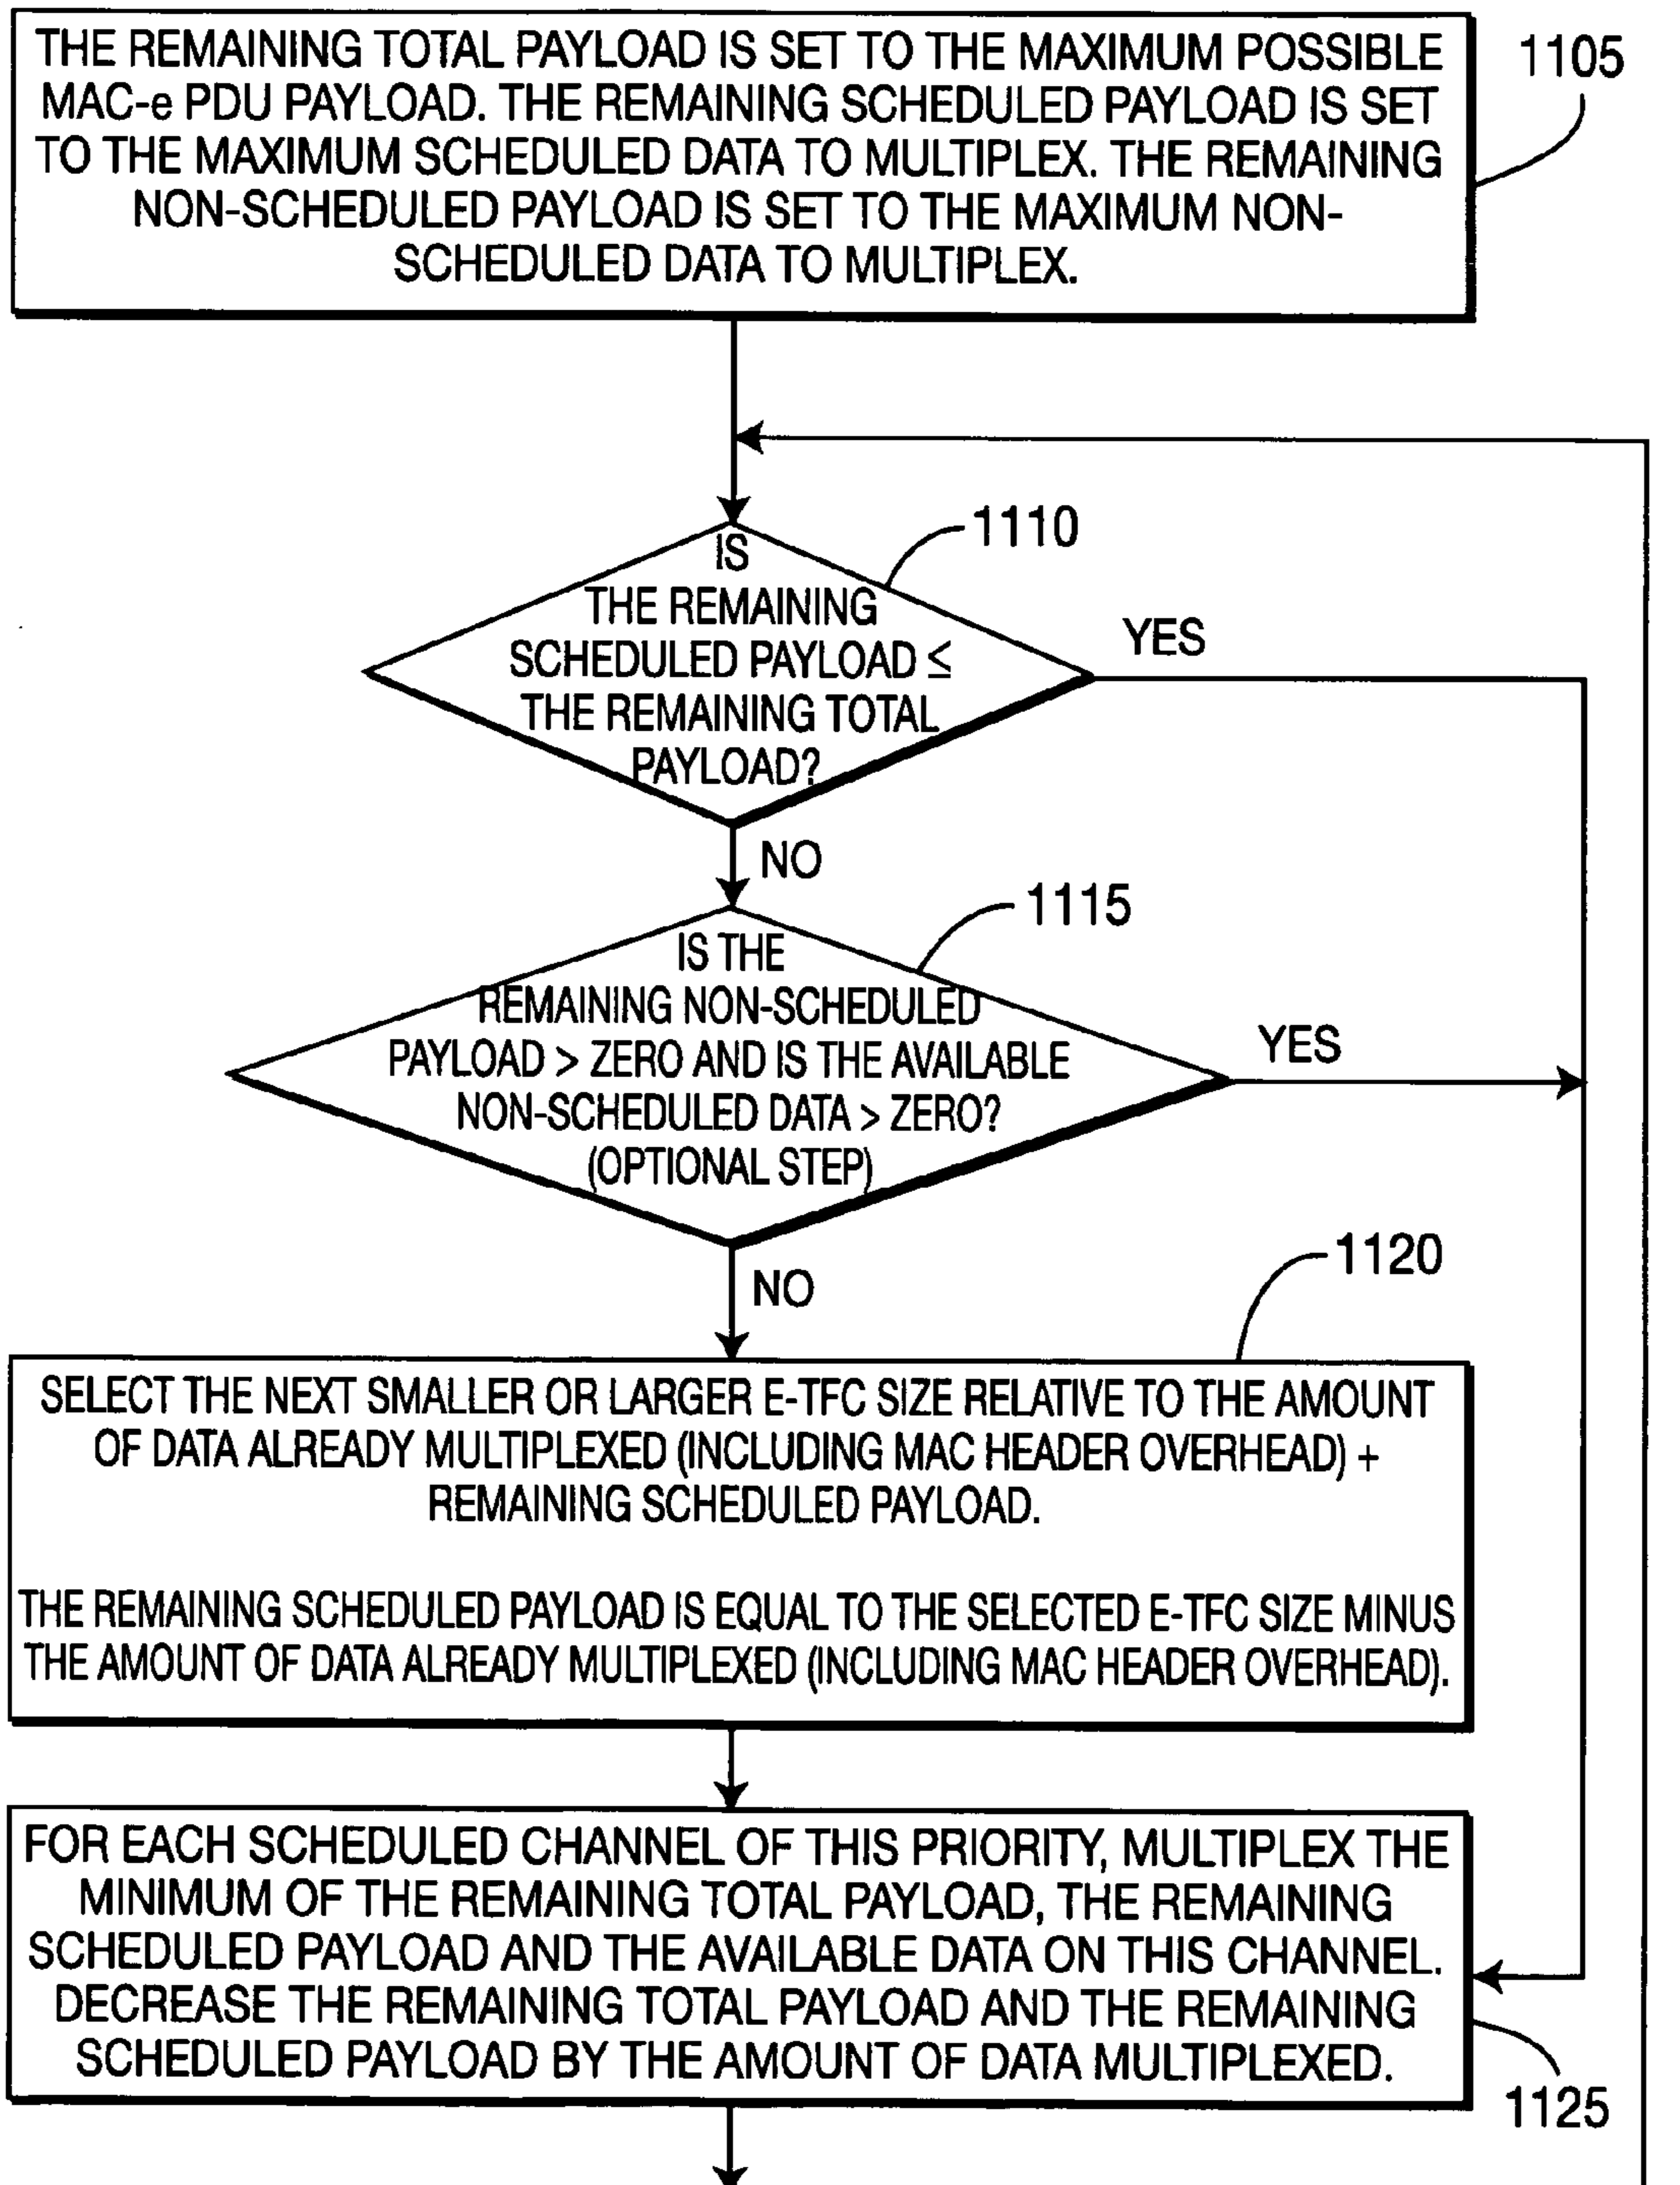 THE REMAINING TOTAL PAYLOAD IS SET TO THE MAXIMUM POSSIBLE
MAC-e PDU PAYLOAD. THE REMAINING SCHEDULED PAYLOAD IS SET
TO THE MAXIMUM SCHEDULED DATA TO MULTIPLEX. THE REMAINING
NON-SCHEDULED PAYLOAD IS SET TO THE MAXIMUM NON-
SCHEDULED DATA TO MULTIPLEX.
1105
1110
IS
THE REMAINING
SCHEDULED PAYLOAD ≤
THE REMAINING TOTAL
PAYLOAD?
YES
NO
1115
IS THE
REMAINING NON-SCHEDULED
PAYLOAD > ZERO AND IS THE AVAILABLE
NON-SCHEDULED DATA > ZERO?
(OPTIONAL STEP)
YES
NO
1120
SELECT THE NEXT SMALLER OR LARGER E-TFC SIZE RELATIVE TO THE AMOUNT
OF DATA ALREADY MULTIPLEXED (INCLUDING MAC HEADER OVERHEAD) +
REMAINING SCHEDULED PAYLOAD.
THE REMAINING SCHEDULED PAYLOAD IS EQUAL TO THE SELECTED E-TFC SIZE MINUS
THE AMOUNT OF DATA ALREADY MULTIPLEXED (INCLUDING MAC HEADER OVERHEAD).
FOR EACH SCHEDULED CHANNEL OF THIS PRIORITY, MULTIPLEX THE
MINIMUM OF THE REMAINING TOTAL PAYLOAD, THE REMAINING
SCHEDULED PAYLOAD AND THE AVAILABLE DATA ON THIS CHANNEL.
DECREASE THE REMAINING TOTAL PAYLOAD AND THE REMAINING
SCHEDULED PAYLOAD BY THE AMOUNT OF DATA MULTIPLEXED.
1125